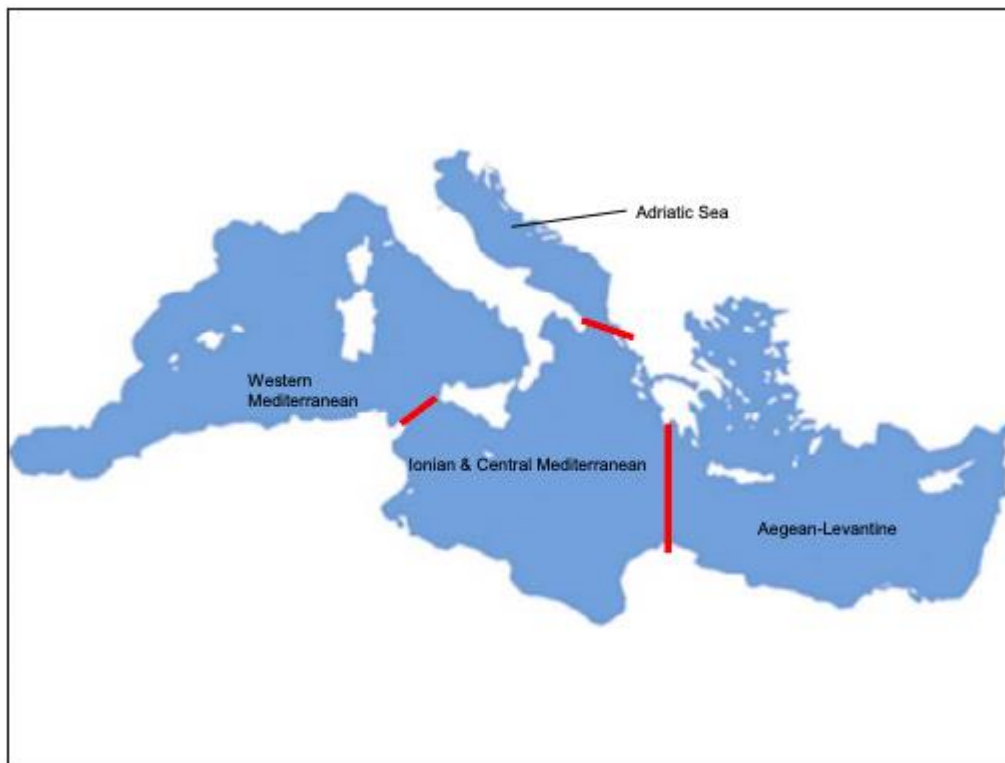 Adriatic Sea
Western
Mediterranean
Ionian & Central Mediterranean
Aegean-Levantine